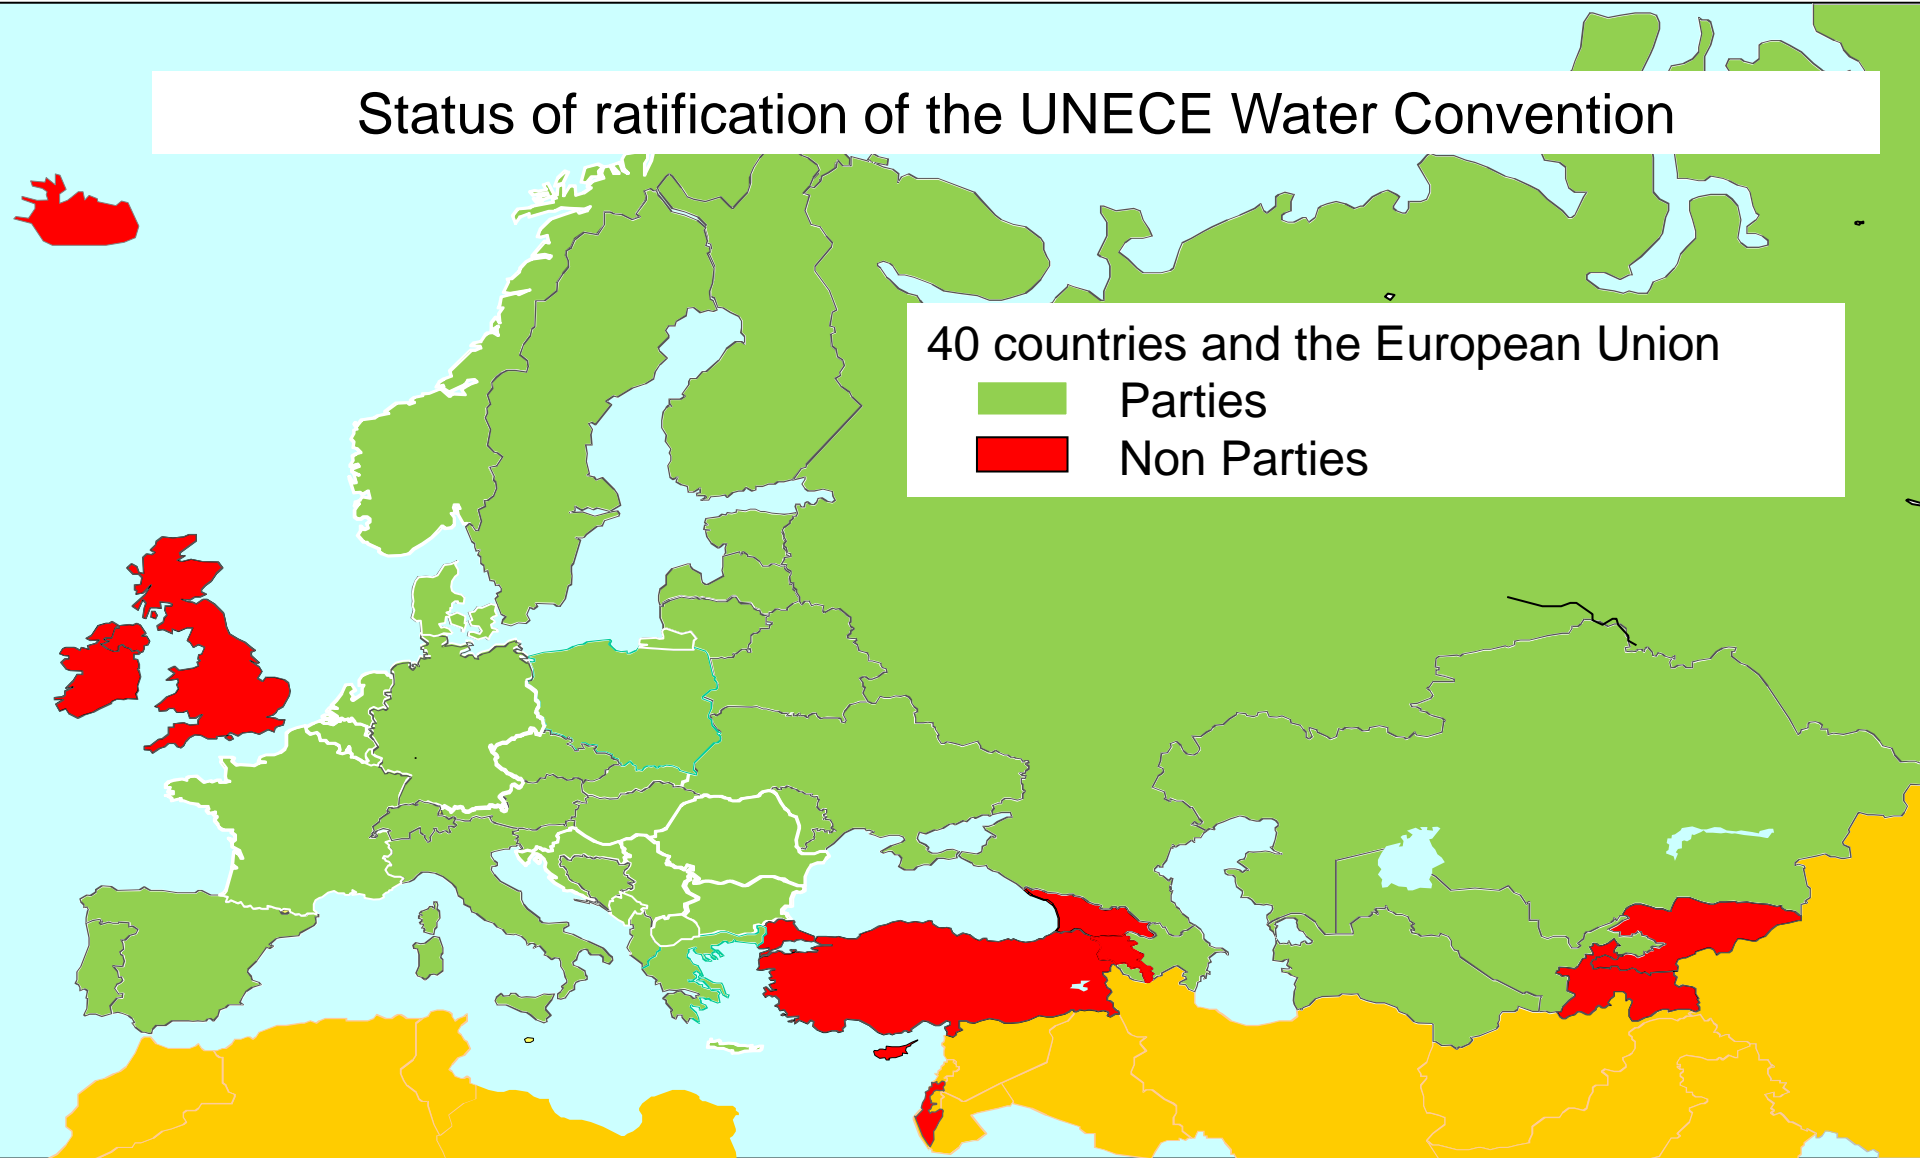 Status of ratification of the UNECE Water Convention
40 countries and the European Union
Parties
Non Parties